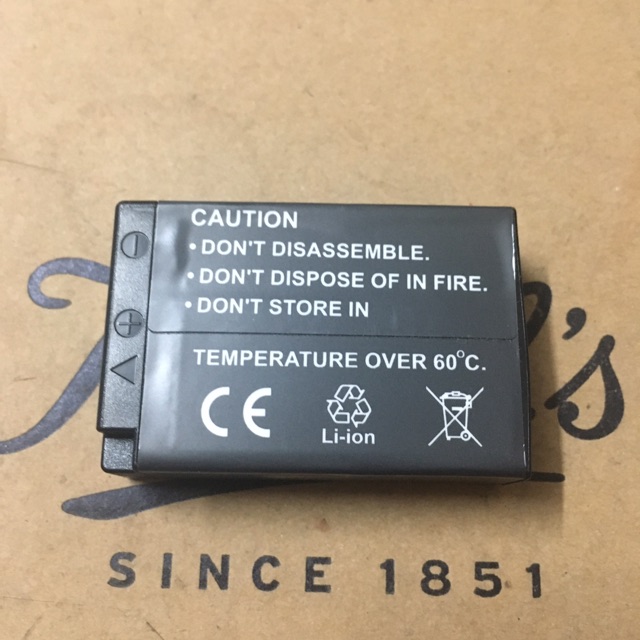 CAUTION
• DON'T DISASSEMBLE.
• DON'T DISPOSE OF IN FIRE.
• DON'T STORE IN
TEMPERATURE OVER 60°C.
CE
Li-ion
SINCE 1851